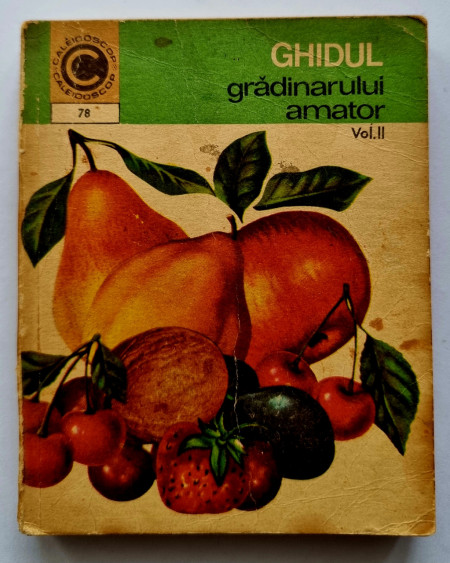 CALEIDOSCOP
CALEIDOSCOP
78
GHIDUL
grădinarului
amator
Vol.II